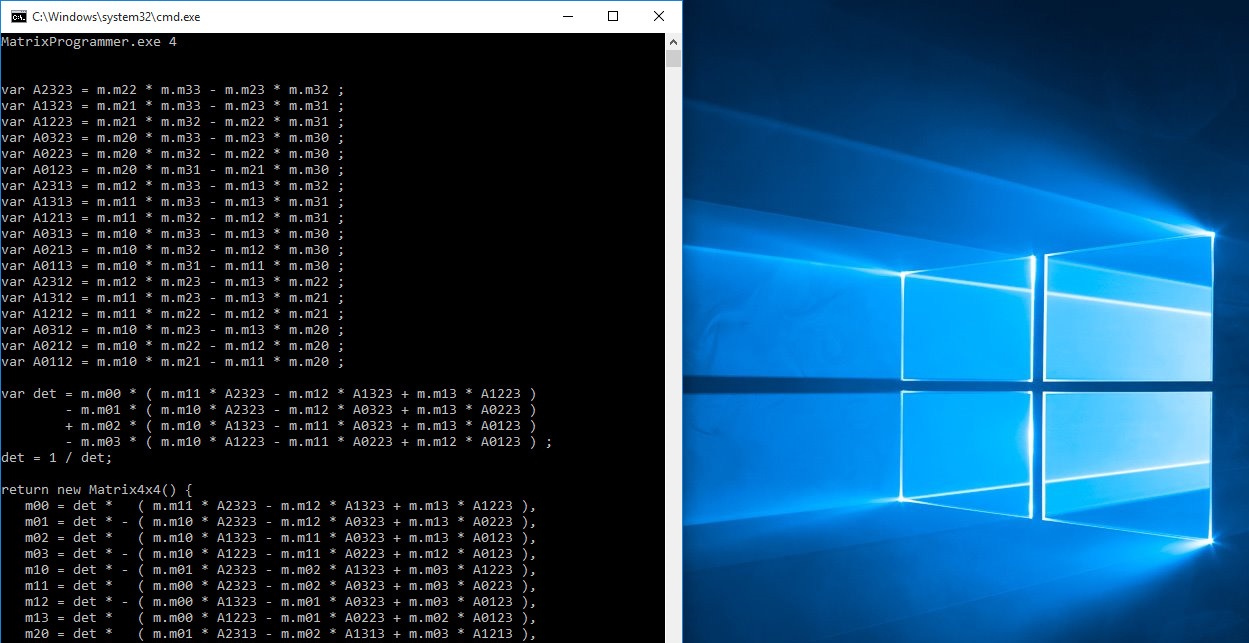 C:\Windows\system32\cmd.exe
MatrixProgrammer.exe 4
var A2323 = m.m22 * m.m33 - m.m23 * m.m32 ;
var A1323 = m.m21 * m.m33 - m.m23 * m.m31 ;
var A1223 = m.m21 * m.m32 - m.m22 * m.m31 ;
var A0323 = m.m20 * m.m33 - m.m23 * m.m30 ;
var A0223 = m.m20 * m.m32 - m.m22 * m.m30 ;
var A0123 = m.m20 * m.m31 - m.m21 * m.m30 ;
var A2313 = m.m12 * m.m33 - m.m13 * m.m32 ;
var A1313 = m.m11 * m.m33 - m.m13 * m.m31 ;
var A1213 = m.m11 * m.m32 - m.m12 * m.m31 ;
var A0313 = m.m10 * m.m33 - m.m13 * m.m30 ;
var A0213 = m.m10 * m.m32 - m.m12 * m.m30 ;
var A0113 = m.m10 * m.m31 - m.m11 * m.m30 ;
var A2312 = m.m12 * m.m23 - m.m13 * m.m22 ;
var A1312 = m.m11 * m.m23 - m.m13 * m.m21 ;
var A1212 = m.m11 * m.m22 - m.m12 * m.m21 ;
var A0312 = m.m10 * m.m23 - m.m13 * m.m20 ;
var A0212 = m.m10 * m.m22 - m.m12 * m.m20 ;
var A0112 = m.m10 * m.m21 - m.m11 * m.m20 ;
var det = m.m00 * ( m.m11 * A2323 - m.m12 * A1323 + m.m13 * A1223 )
- m.m01 * ( m.m10 * A2323 - m.m12 * A0323 + m.m13 * A0223 )
+ m.m02 * ( m.m10 * A1323 - m.m11 * A0323 + m.m13 * A0123 )
- m.m03 * ( m.m10 * A1223 - m.m11 * A0223 + m.m12 * A0123 ) ;
det = 1 / det;
return new Matrix4x4() {
m00 = det *   ( m.m11 * A2323 - m.m12 * A1323 + m.m13 * A1223 ),
m01 = det * - ( m.m10 * A2323 - m.m12 * A0323 + m.m13 * A0223 ),
m02 = det *   ( m.m10 * A1323 - m.m11 * A0323 + m.m13 * A0123 ),
m03 = det * - ( m.m10 * A1223 - m.m11 * A0223 + m.m12 * A0123 ),
m10 = det * - ( m.m01 * A2323 - m.m02 * A1323 + m.m03 * A1223 ),
m11 = det *   ( m.m00 * A2323 - m.m02 * A0323 + m.m03 * A0223 ),
m12 = det * - ( m.m00 * A1323 - m.m01 * A0323 + m.m03 * A0123 ),
m13 = det *   ( m.m00 * A1223 - m.m01 * A0223 + m.m02 * A0123 ),
m20 = det *   ( m.m01 * A2313 - m.m02 * A1313 + m.m03 * A1213 ),